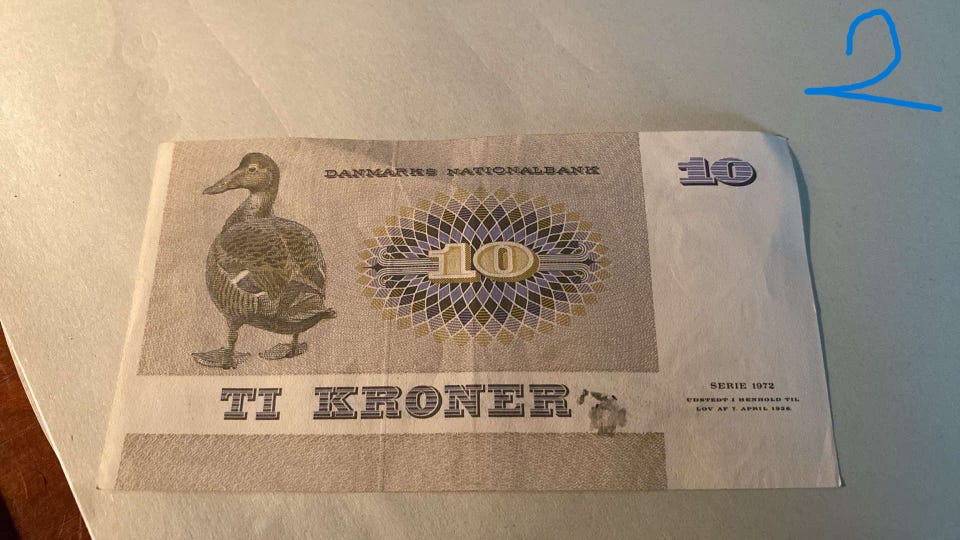 2
DANMARKS NATIONALBANK
10
10
TI KRONER
SERIE 1972
UDSTEDT I HENHOLD TIL
LOV AF 7. APRIL 1936.